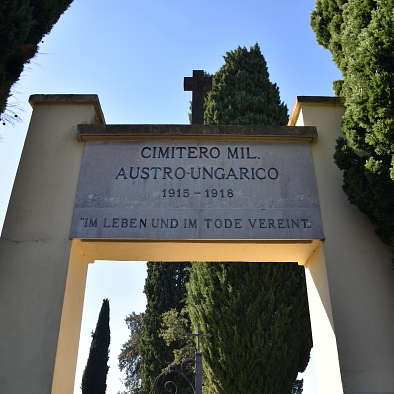 CIMITERO MIL.
AUSTRO-UNGARICO
1915-1918
"IM LEBEN UND IM TODE VEREINT.